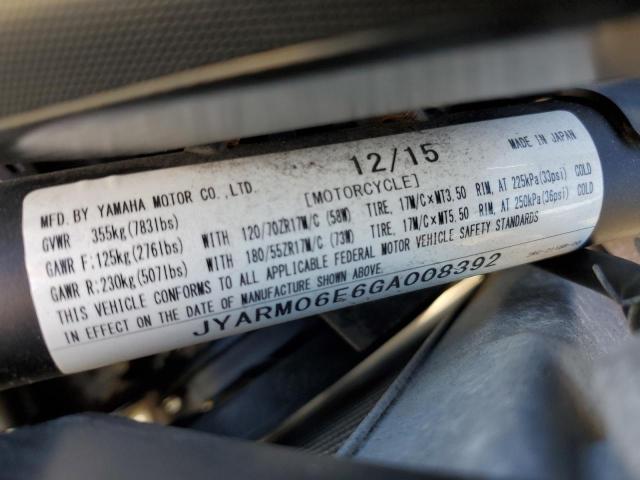 12/15 MADE IN JAPAN
MFD. BY YAMAHA MOTOR CO.,LTD. [MOTORCYCLE]
GVWR 355kg(783lbs)
GAWR F:125kg(276lbs) WITH 120/70ZR17M/C (58W) TIRE, 17M/C×MT3.50 RIM, AT 225kPa(33psi) COLD
GAWR R:230kg(507lbs) WITH 180/55ZR17M/C (73W) TIRE, 17M/C×MT5.50 RIM, AT 250kPa(36psi) COLD
THIS VEHICLE CONFORMS TO ALL APPLICABLE FEDERAL MOTOR VEHICLE SAFETY STANDARDS
IN EFFECT ON THE DATE OF MANUFACTURE SHOWN ABOVE.
JYARM06E6GA008392